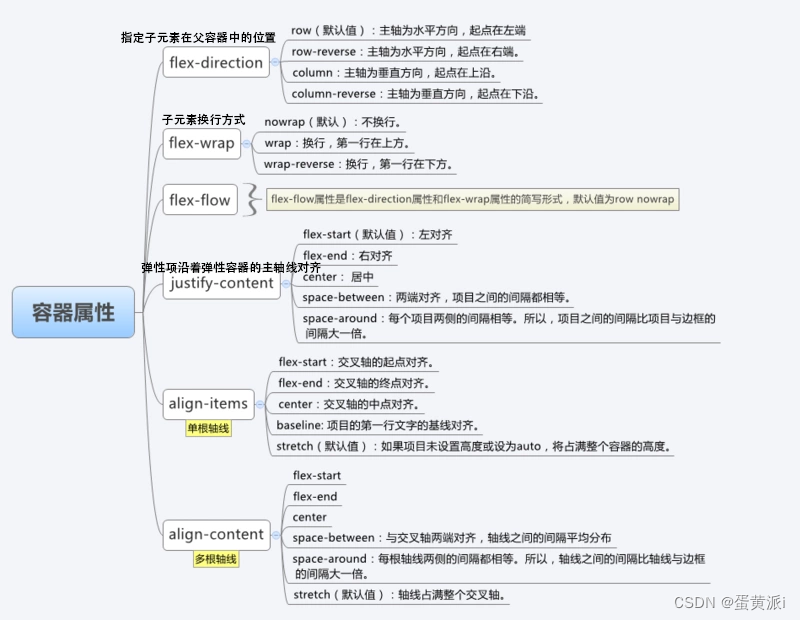 指定子元素在父容器中的位置
flex-direction
row（默认值）：主轴为水平方向，起点在左端
row-reverse：主轴为水平方向，起点在右端。
column：主轴为垂直方向，起点在上沿。
column-reverse：主轴为垂直方向，起点在下沿。
子元素换行方式
flex-wrap
nowrap（默认）：不换行。
wrap：换行，第一行在上方。
wrap-reverse：换行，第一行在下方。
flex-flow
flex-flow属性是flex-direction属性和flex-wrap属性的简写形式，默认值为row nowrap
弹性项沿着弹性容器的主轴线对齐
justify-content
flex-start（默认值）：左对齐
flex-end：右对齐
center： 居中
space-between：两端对齐，项目之间的间隔都相等。
space-around：每个项目两侧的间隔相等。所以，项目之间的间隔比项目与边框的
间隔大一倍。
容器属性
align-items
单根轴线
flex-start：交叉轴的起点对齐。
flex-end：交叉轴的终点对齐。
center：交叉轴的中点对齐。
baseline: 项目的第一行文字的基线对齐。
stretch（默认值）：如果项目未设置高度或设为auto，将占满整个容器的高度。
align-content
多根轴线
flex-start
flex-end
center
space-between：与交叉轴两端对齐，轴线之间的间隔平均分布
space-around：每根轴线两侧的间隔都相等。所以，轴线之间的间隔比轴线与边框
的间隔大一倍。
stretch（默认值）：轴线占满整个交叉轴。
CSDN @蛋黄派i